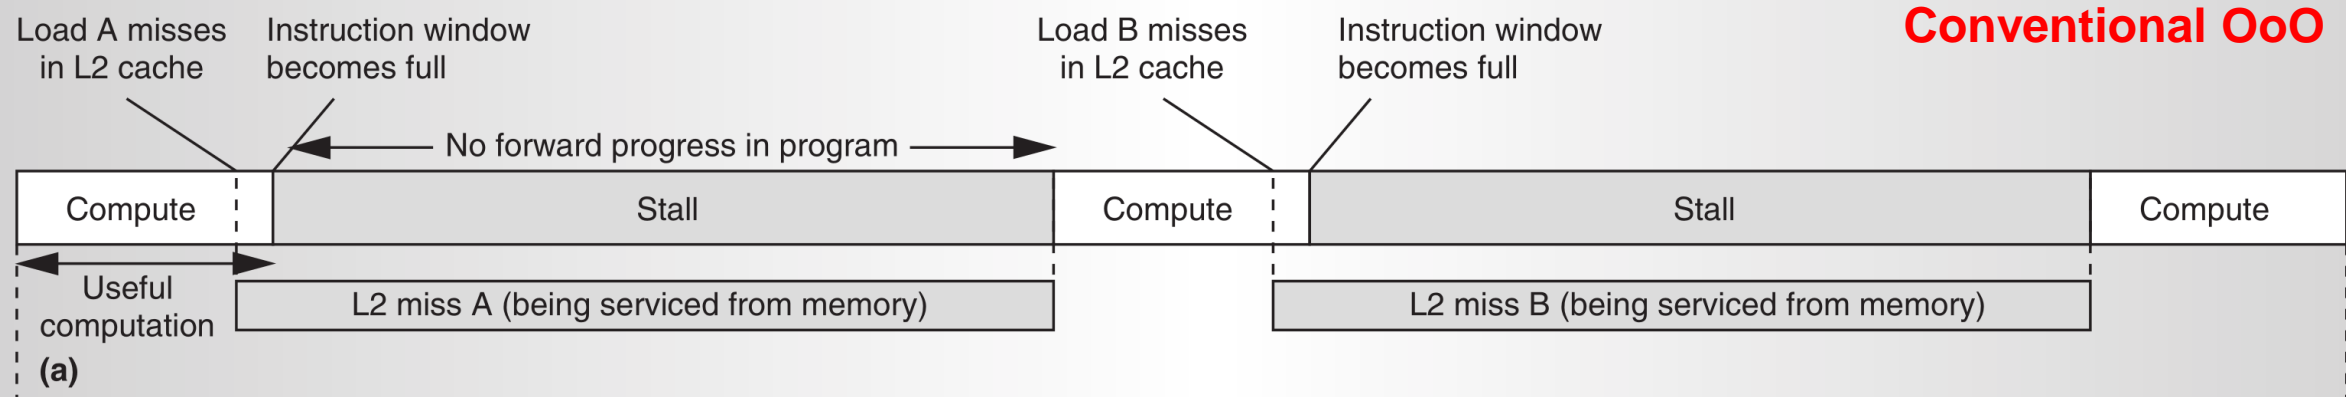 Load A misses
in L2 cache
Instruction window
becomes full
Load B misses
in L2 cache
Instruction window
becomes full
Conventional OoO
No forward progress in program
Compute
Stall
Compute
Stall
Compute
Useful
computation
L2 miss A (being serviced from memory)
L2 miss B (being serviced from memory)
(a)